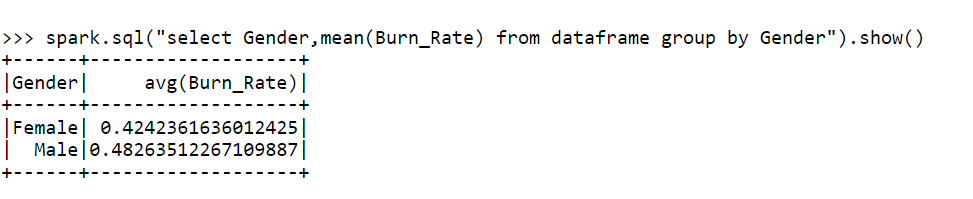 >>> spark.sql("select Gender,mean(Burn_Rate) from dataframe group by Gender").show()
+------+-------------------+
|Gender|     avg(Burn_Rate)|
+------+-------------------+
|Female| 0.4242361636012425|
|  Male|0.48263512267109887|
+------+-------------------+